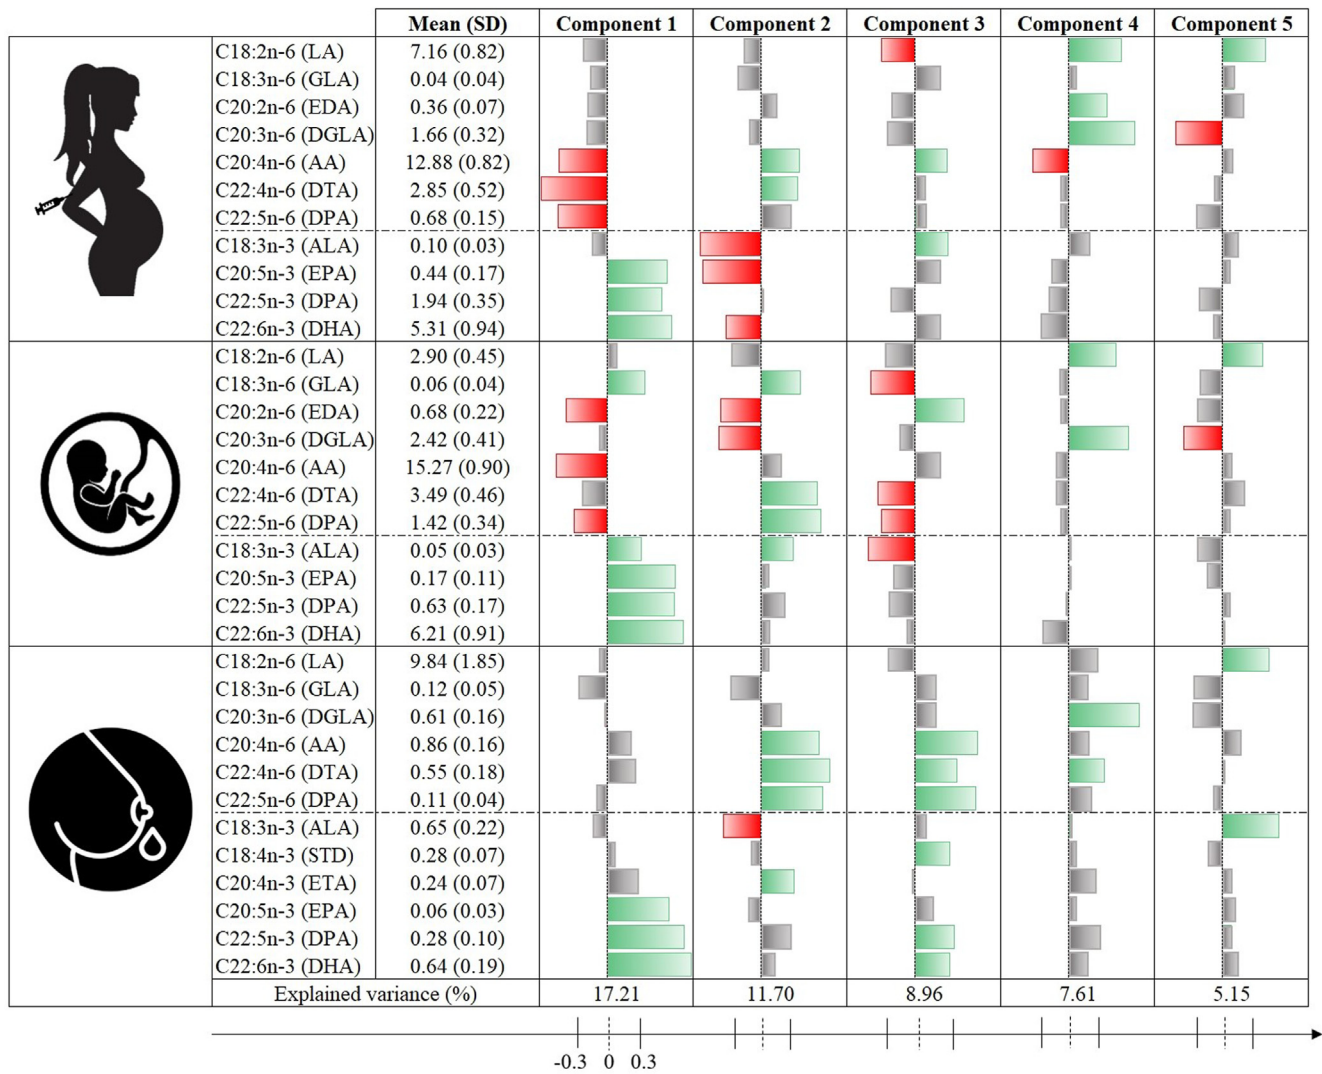 Mean (SD) Component 1 Component 2 Component 3 Component 4 Component 5
C18:2n-6 (LA) 7.16 (0.82)
C18:3n-6 (GLA) 0.04 (0.04)
C20:2n-6 (EDA) 0.36 (0.07)
C20:3n-6 (DGLA) 1.66 (0.32)
C20:4n-6 (AA) 12.88 (0.82)
C22:4n-6 (DTA) 2.85 (0.52)
C22:5n-6 (DPA) 0.68 (0.15)
C18:3n-3 (ALA) 0.10 (0.03)
C20:5n-3 (EPA) 0.44 (0.17)
C22:5n-3 (DPA) 1.94 (0.35)
C22:6n-3 (DHA) 5.31 (0.94)
C18:2n-6 (LA) 2.90 (0.45)
C18:3n-6 (GLA) 0.06 (0.04)
C20:2n-6 (EDA) 0.68 (0.22)
C20:3n-6 (DGLA) 2.42 (0.41)
C20:4n-6 (AA) 15.27 (0.90)
C22:4n-6 (DTA) 3.49 (0.46)
C22:5n-6 (DPA) 1.42 (0.34)
C18:3n-3 (ALA) 0.05 (0.03)
C20:5n-3 (EPA) 0.17 (0.11)
C22:5n-3 (DPA) 0.63 (0.17)
C22:6n-3 (DHA) 6.21 (0.91)
C18:2n-6 (LA) 9.84 (1.85)
C18:3n-6 (GLA) 0.12 (0.05)
C20:3n-6 (DGLA) 0.61 (0.16)
C20:4n-6 (AA) 0.86 (0.16)
C22:4n-6 (DTA) 0.55 (0.18)
C22:5n-6 (DPA) 0.11 (0.04)
C18:3n-3 (ALA) 0.65 (0.22)
C18:4n-3 (STD) 0.28 (0.07)
C20:4n-3 (ETA) 0.24 (0.07)
C20:5n-3 (EPA) 0.06 (0.03)
C22:5n-3 (DPA) 0.28 (0.10)
C22:6n-3 (DHA) 0.64 (0.19)
Explained variance (%) 17.21 11.70 8.96 7.61 5.15
-0.3 0 0.3